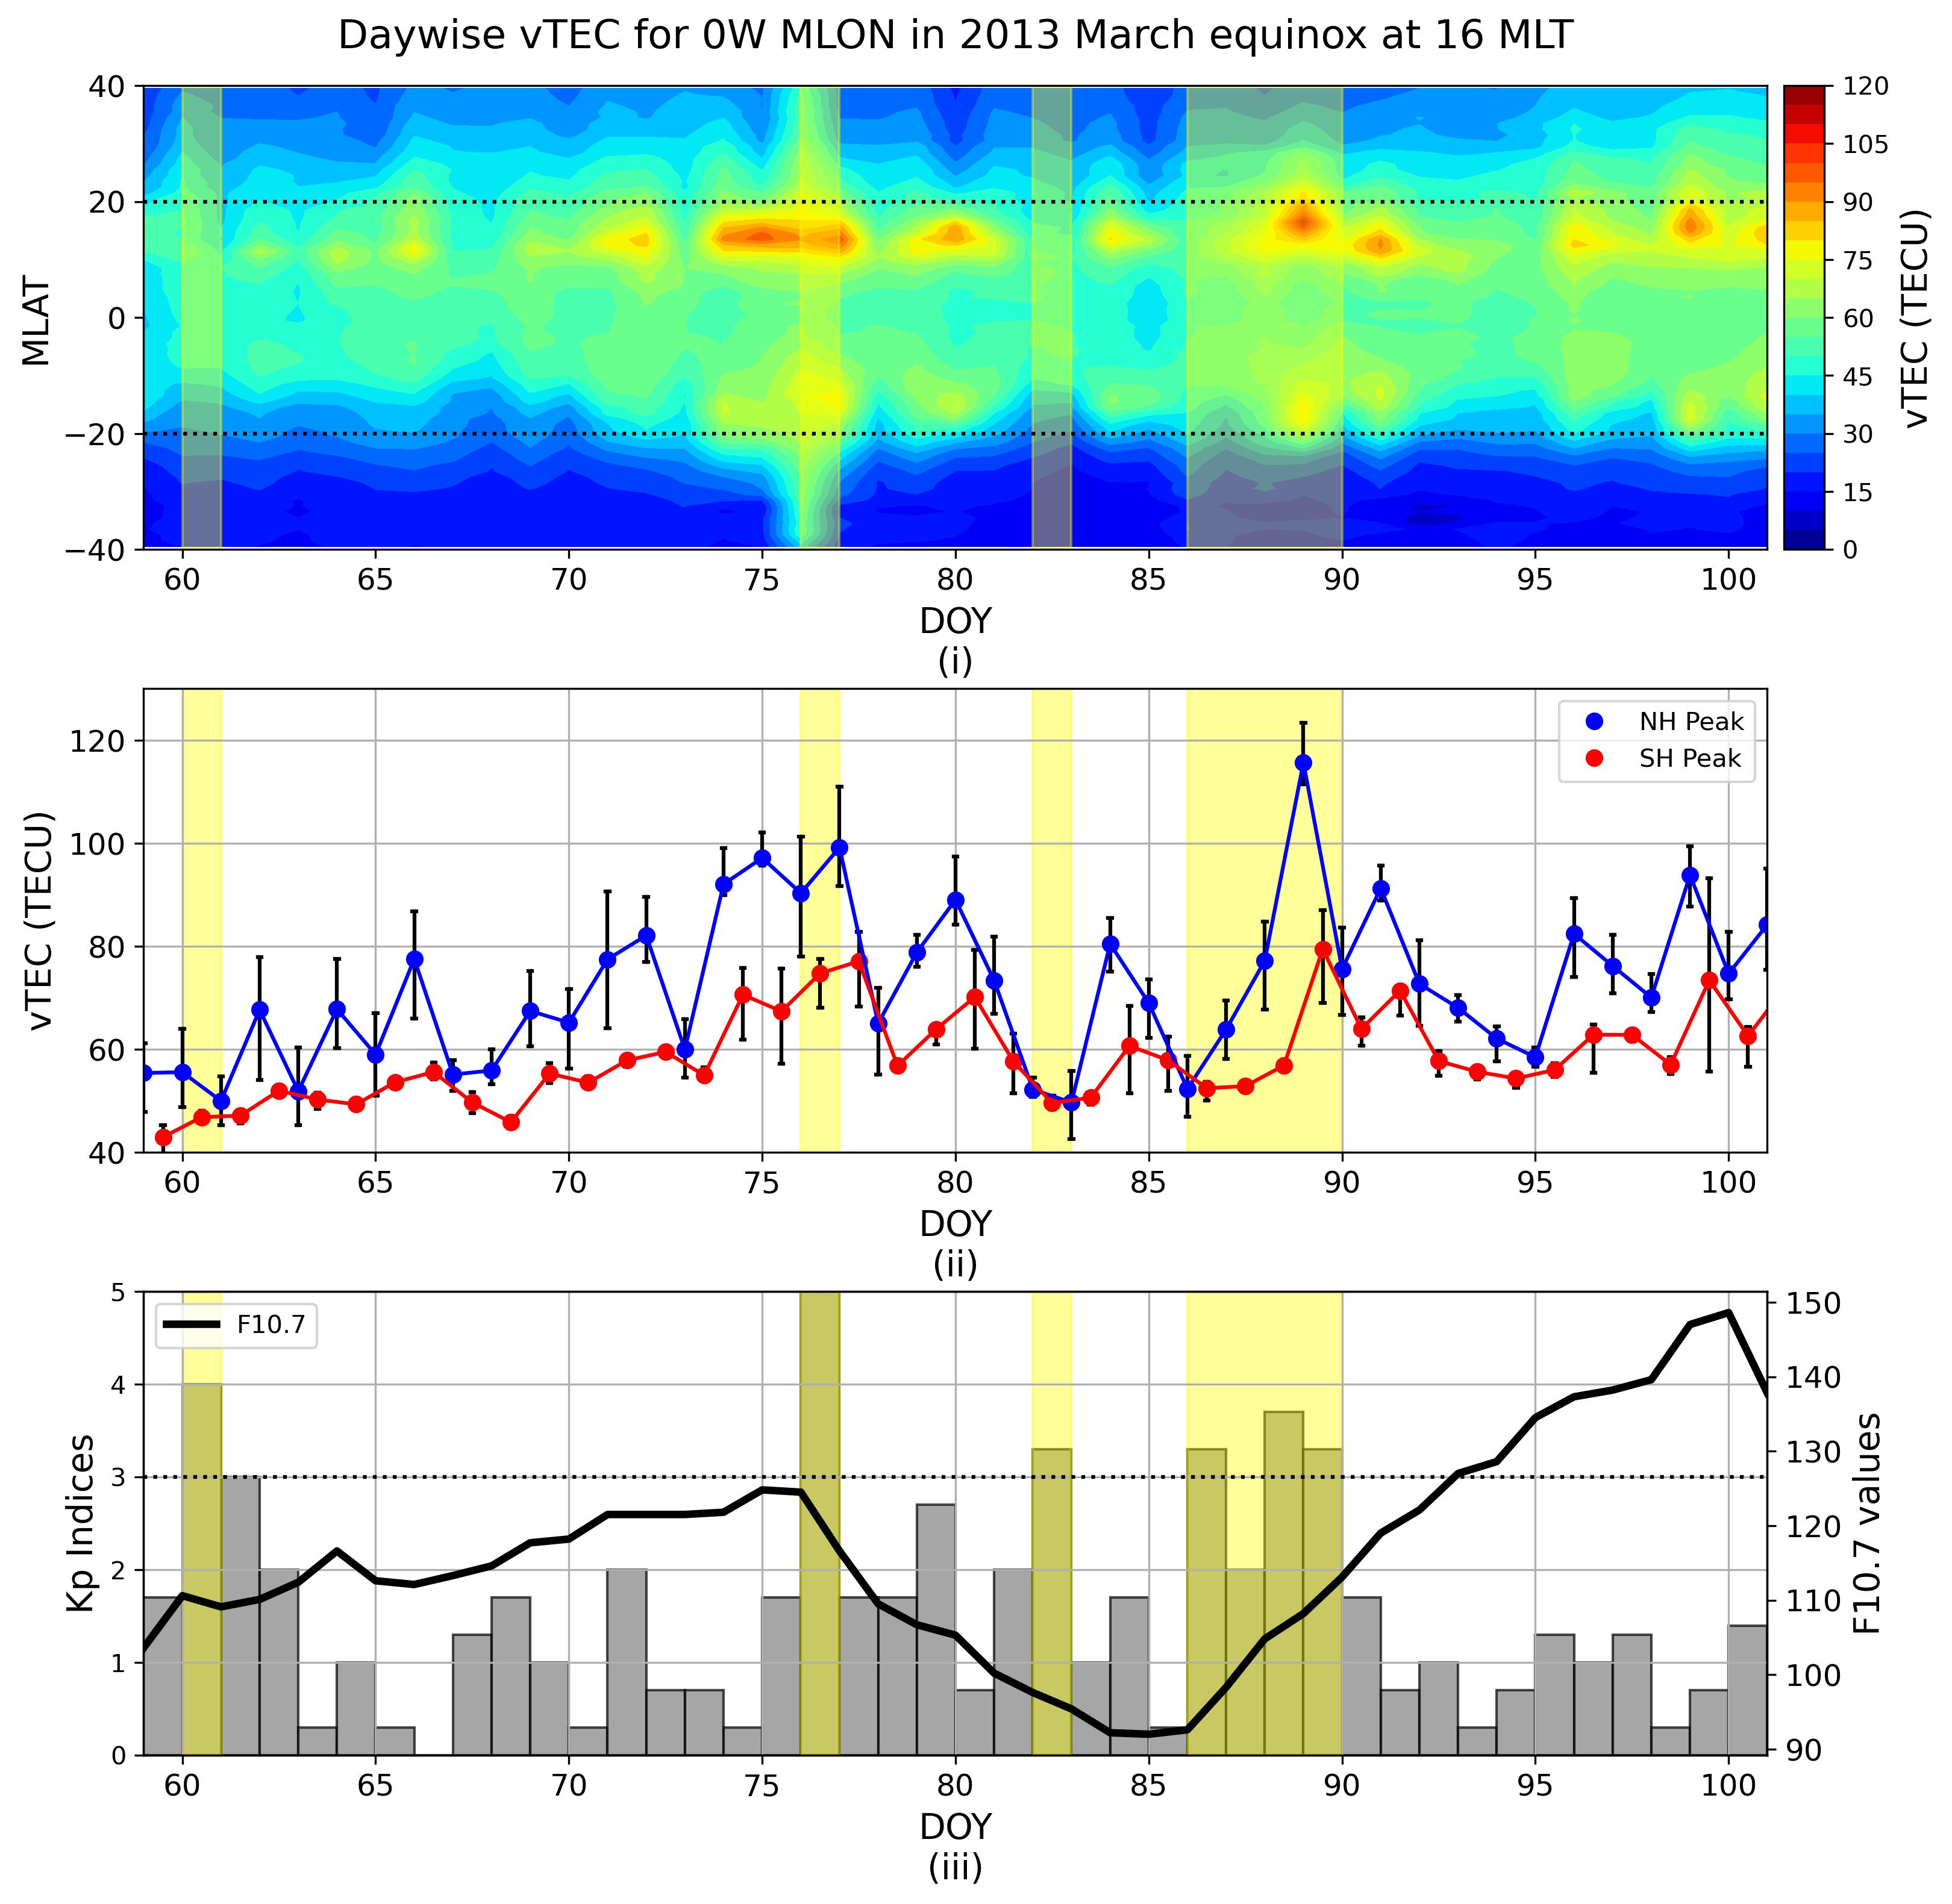 Daywise vTEC for 0W MLON in 2013 March equinox at 16 MLT
40
20
0
−20
−40
MLAT
60 65 70 75 80 85 90 95 100
DOY
(i)
120
105
90
75
60
45
30
15
0
vTEC (TECU)
120
100
80
60
40
vTEC (TECU)
NH Peak
SH Peak
60 65 70 75 80 85 90 95 100
DOY
(ii)
5
4
3
2
1
0
Kp Indices
F10.7
150
140
130
120
110
100
90
F10.7 values
60 65 70 75 80 85 90 95 100
DOY
(iii)